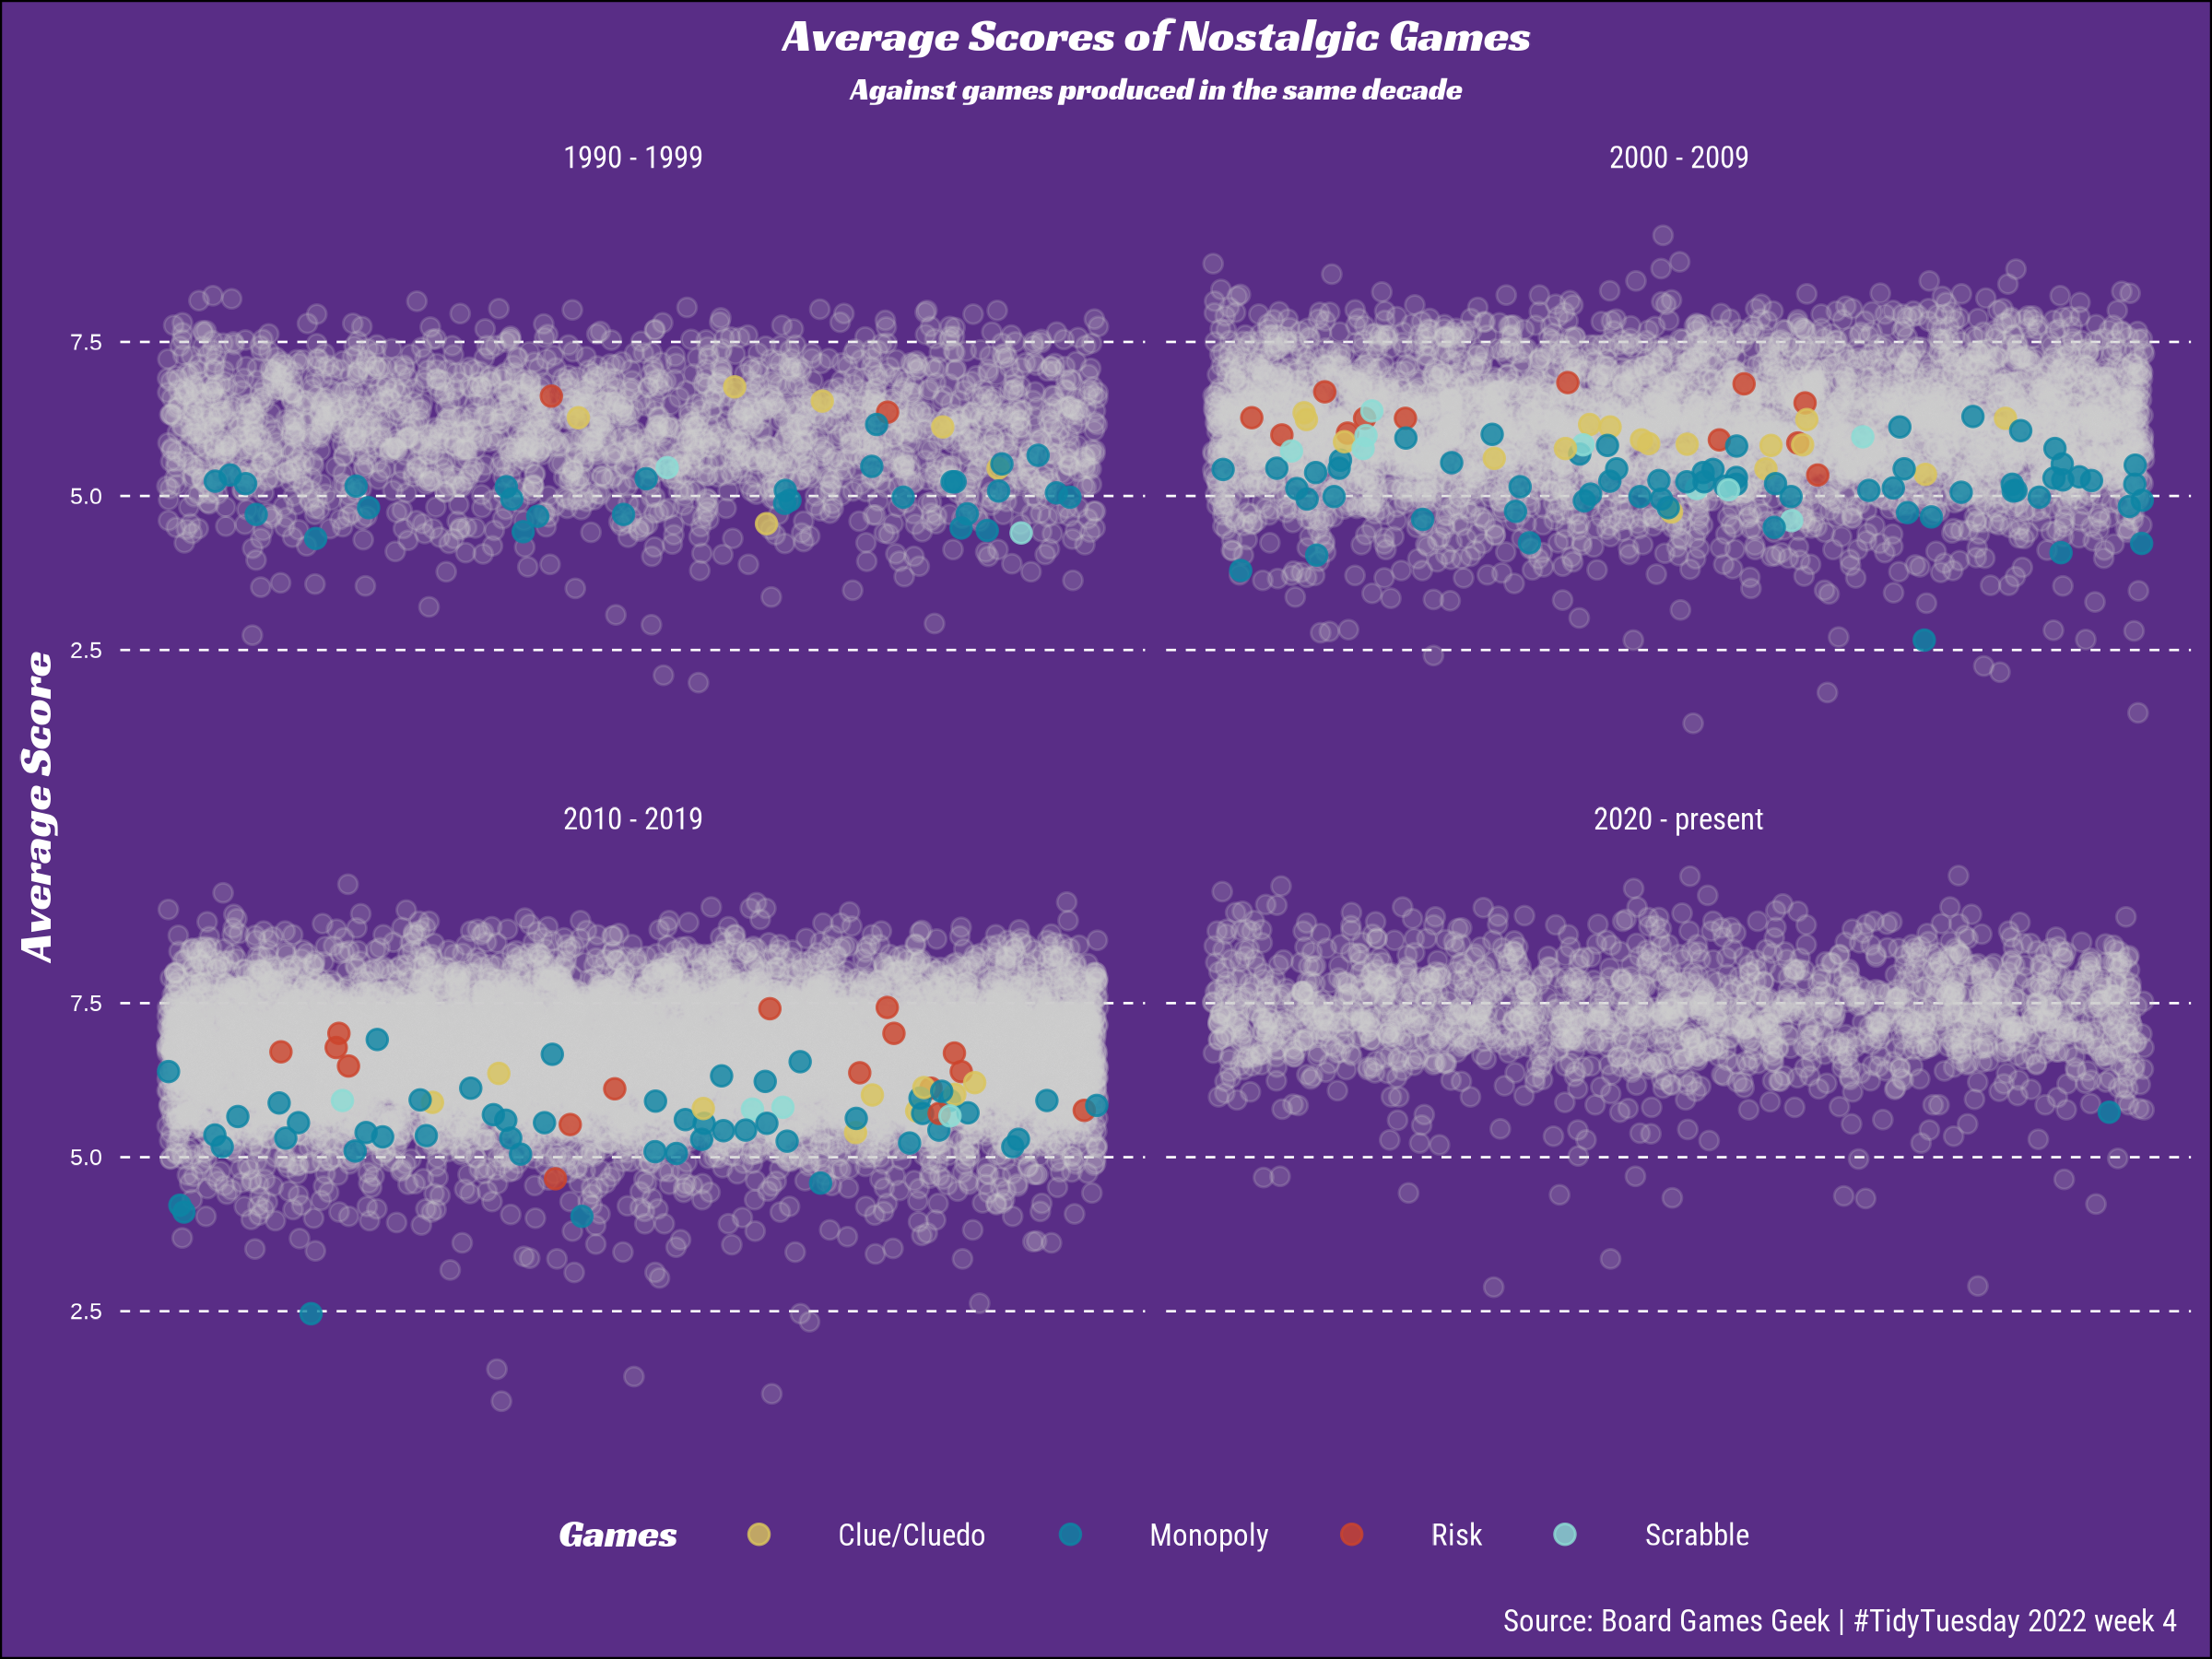 Average Scores of Nostalgic Games
Against games produced in the same decade
1990 - 1999
2000 - 2009
7.5
5.0
2.5
Average Score
2010 - 2019
2020 - present
7.5
5.0
2.5
Games Clue/Cluedo Monopoly Risk Scrabble
Source: Board Games Geek | #TidyTuesday 2022 week 4